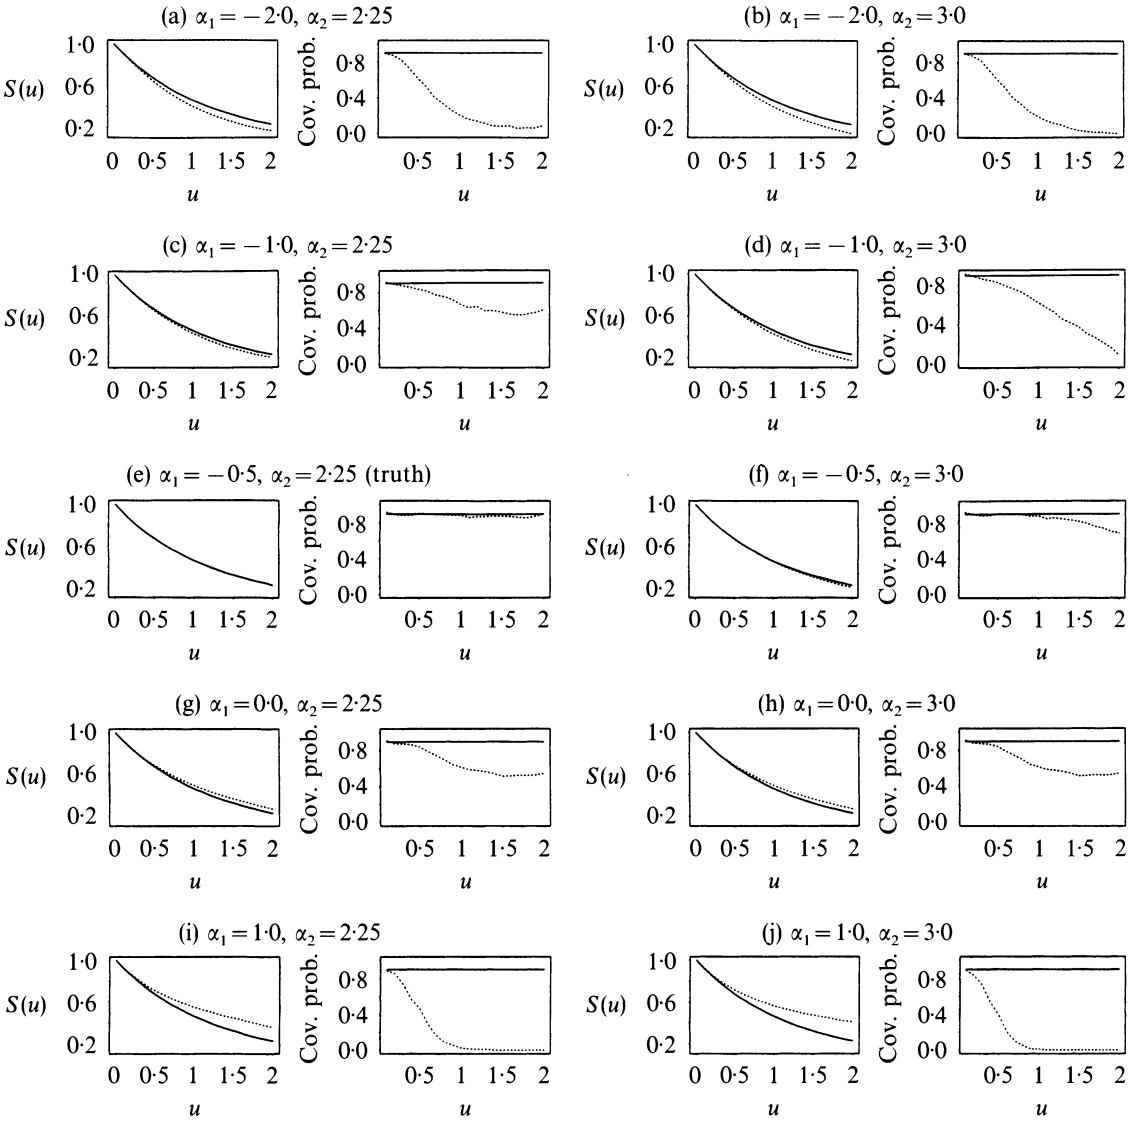 (a) α₁ = −2·0, α₂ = 2·25
S(u)
1·0
0·6
0·2
0 0·5 1 1·5 2
u
Cov. prob.
0·8
0·4
0·0
0·5 1 1·5 2
u
(b) α₁ = −2·0, α₂ = 3·0
S(u)
1·0
0·6
0·2
0 0·5 1 1·5 2
u
Cov. prob.
0·8
0·4
0·0
0·5 1 1·5 2
u
(c) α₁ = −1·0, α₂ = 2·25
S(u)
1·0
0·6
0·2
0 0·5 1 1·5 2
u
Cov. prob.
0·8
0·4
0·0
0·5 1 1·5 2
u
(d) α₁ = −1·0, α₂ = 3·0
S(u)
1·0
0·6
0·2
0 0·5 1 1·5 2
u
Cov. prob.
0·8
0·4
0·0
0·5 1 1·5 2
u
(e) α₁ = −0·5, α₂ = 2·25 (truth)
S(u)
1·0
0·6
0·2
0 0·5 1 1·5 2
u
Cov. prob.
0·8
0·4
0·0
0·5 1 1·5 2
u
(f) α₁ = −0·5, α₂ = 3·0
S(u)
1·0
0·6
0·2
0 0·5 1 1·5 2
u
Cov. prob.
0·8
0·4
0·0
0·5 1 1·5 2
u
(g) α₁ = 0·0, α₂ = 2·25
S(u)
1·0
0·6
0·2
0 0·5 1 1·5 2
u
Cov. prob.
0·8
0·4
0·0
0·5 1 1·5 2
u
(h) α₁ = 0·0, α₂ = 3·0
S(u)
1·0
0·6
0·2
0 0·5 1 1·5 2
u
Cov. prob.
0·8
0·4
0·0
0·5 1 1·5 2
u
(i) α₁ = 1·0, α₂ = 2·25
S(u)
1·0
0·6
0·2
0 0·5 1 1·5 2
u
Cov. prob.
0·8
0·4
0·0
0·5 1 1·5 2
u
(j) α₁ = 1·0, α₂ = 3·0
S(u)
1·0
0·6
0·2
0 0·5 1 1·5 2
u
Cov. prob.
0·8
0·4
0·0
0·5 1 1·5 2
u